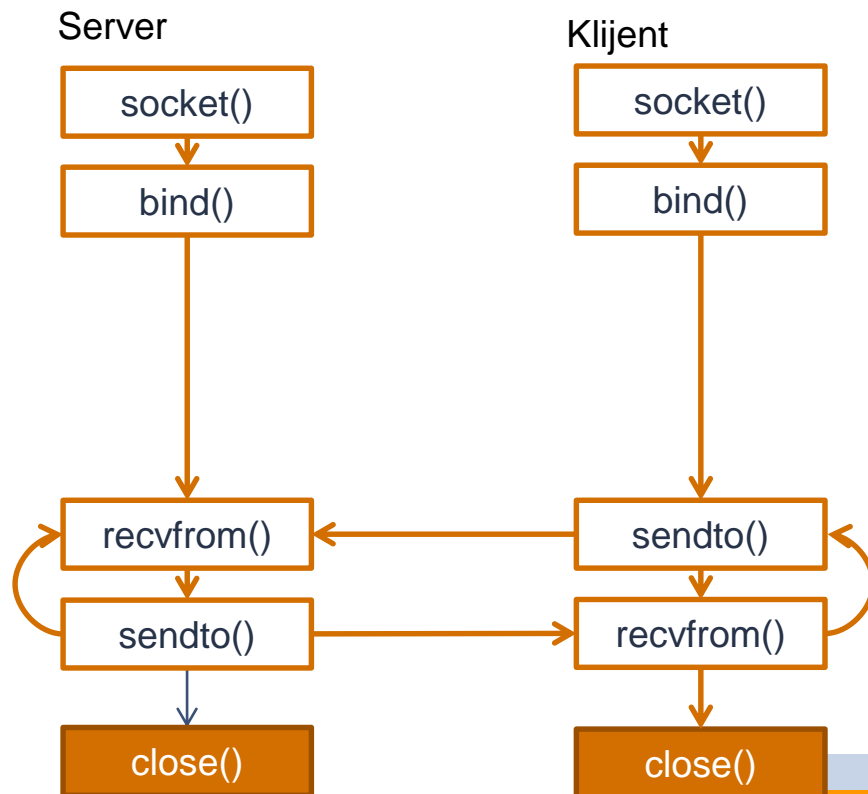 Server
Klijent
socket()
socket()
bind()
bind()
recvfrom()
sendto()
sendto()
recvfrom()
close()
close()